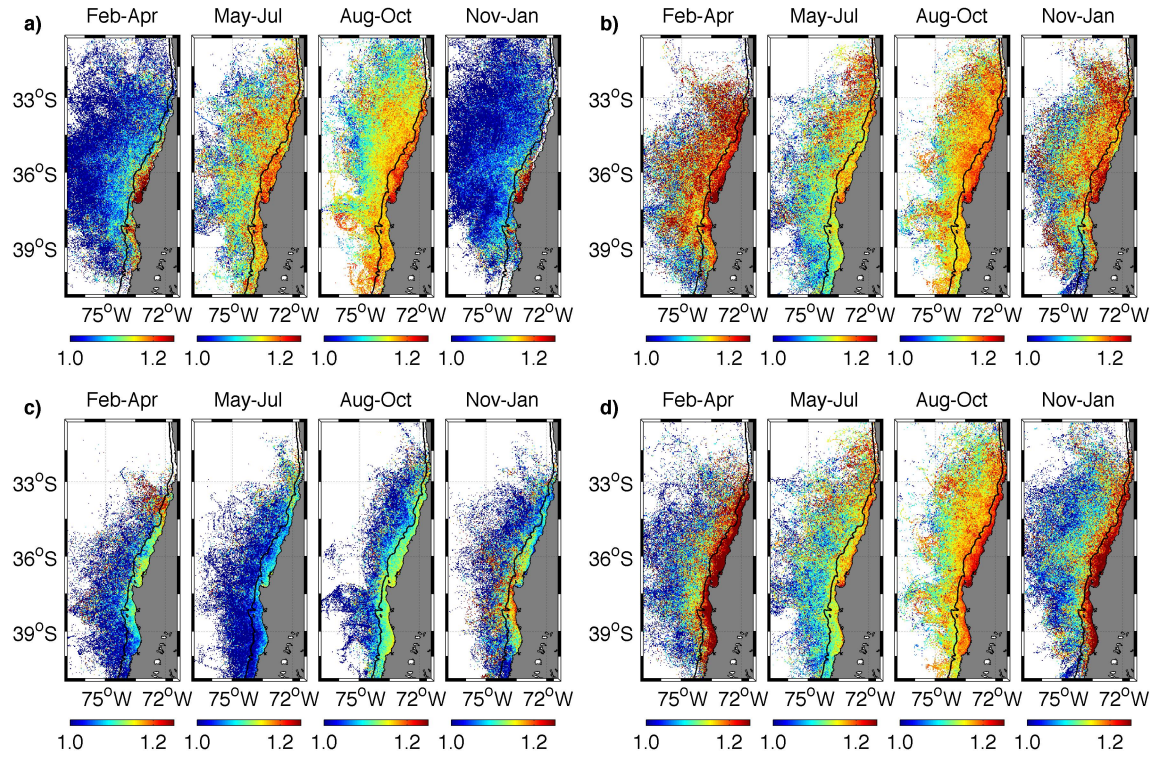 a) Feb-Apr May-Jul Aug-Oct Nov-Jan b) Feb-Apr May-Jul Aug-Oct Nov-Jan
33°S 33°S
36°S 36°S
39°S 39°S
75°W 72°W 75°W 72°W 75°W 72°W 75°W 72°W 75°W 72°W 75°W 72°W 75°W 72°W 75°W 72°W
1.0 1.2 1.0 1.2 1.0 1.2 1.0 1.2 1.0 1.2 1.0 1.2 1.0 1.2 1.0 1.2
c) Feb-Apr May-Jul Aug-Oct Nov-Jan d) Feb-Apr May-Jul Aug-Oct Nov-Jan
33°S 33°S
36°S 36°S
39°S 39°S
75°W 72°W 75°W 72°W 75°W 72°W 75°W 72°W 75°W 72°W 75°W 72°W 75°W 72°W 75°W 72°W
1.0 1.2 1.0 1.2 1.0 1.2 1.0 1.2 1.0 1.2 1.0 1.2 1.0 1.2 1.0 1.2